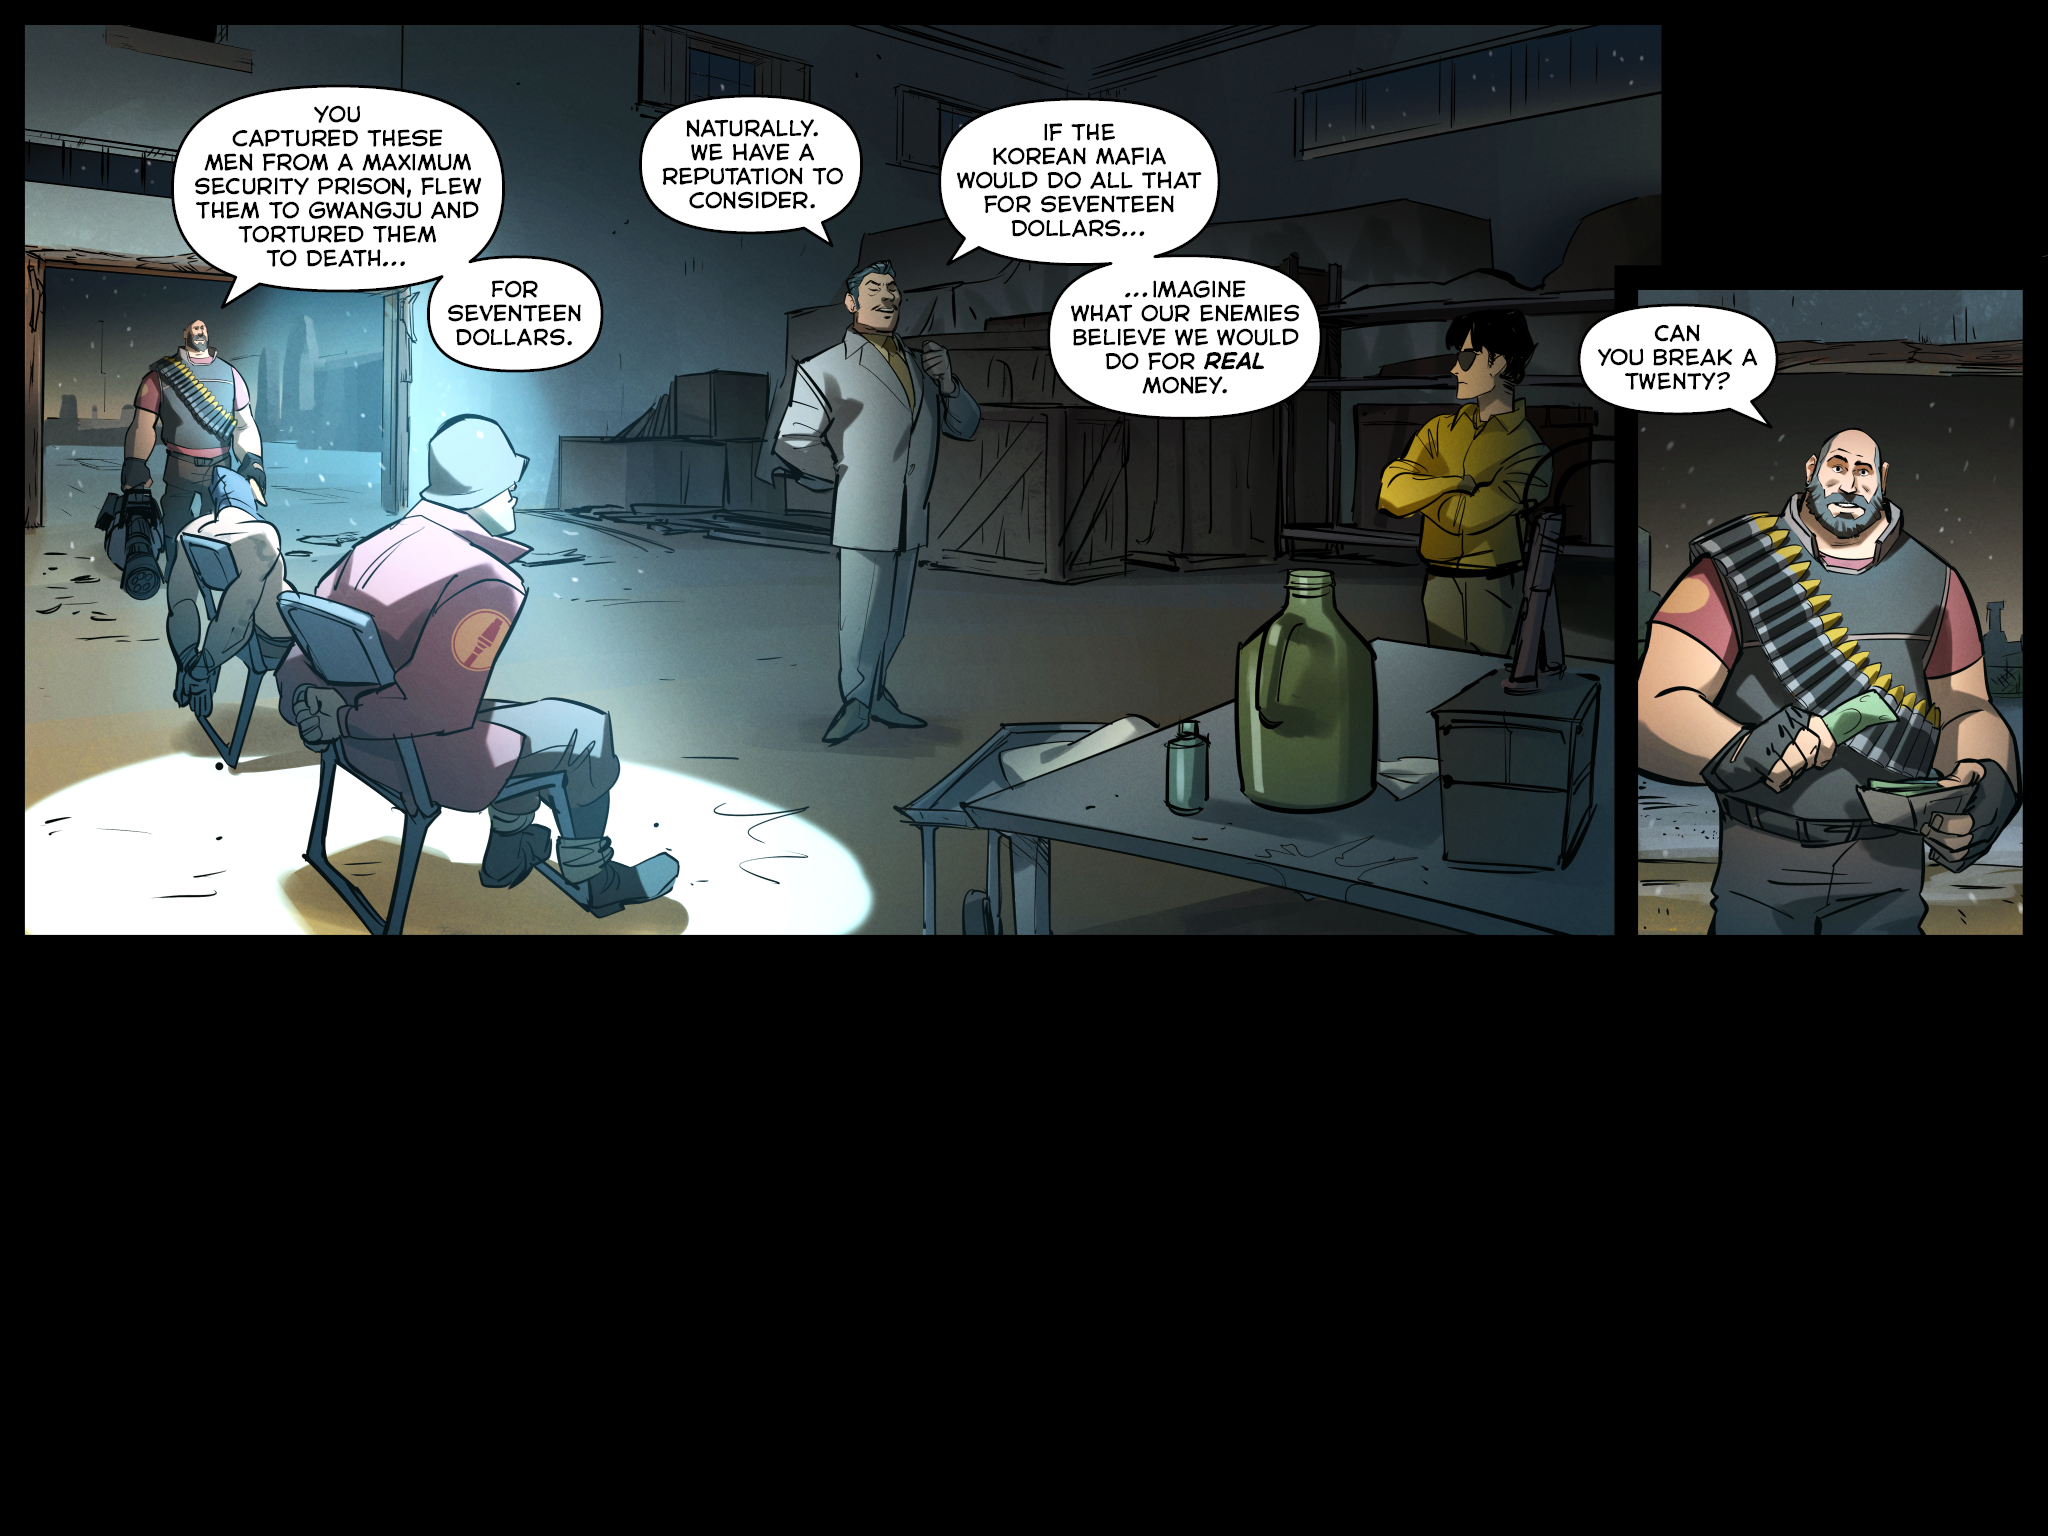 YOU
CAPTURED THESE
MEN FROM A MAXIMUM
SECURITY PRISON, FLEW
THEM TO GWANGJU AND
TORTURED THEM
TO DEATH...
FOR
SEVENTEEN
DOLLARS.
NATURALLY.
WE HAVE A
REPUTATION TO
CONSIDER.
IF THE
KOREAN MAFIA
WOULD DO ALL THAT
FOR SEVENTEEN
DOLLARS...
...IMAGINE
WHAT OUR ENEMIES
BELIEVE WE WOULD
DO FOR REAL
MONEY.
CAN
YOU BREAK A
TWENTY?